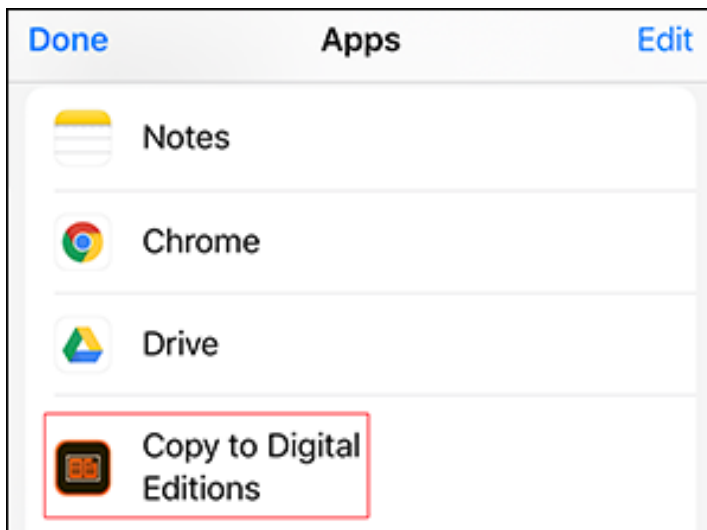 Done Apps Edit
Notes
Chrome
Drive
Copy to Digital
Editions